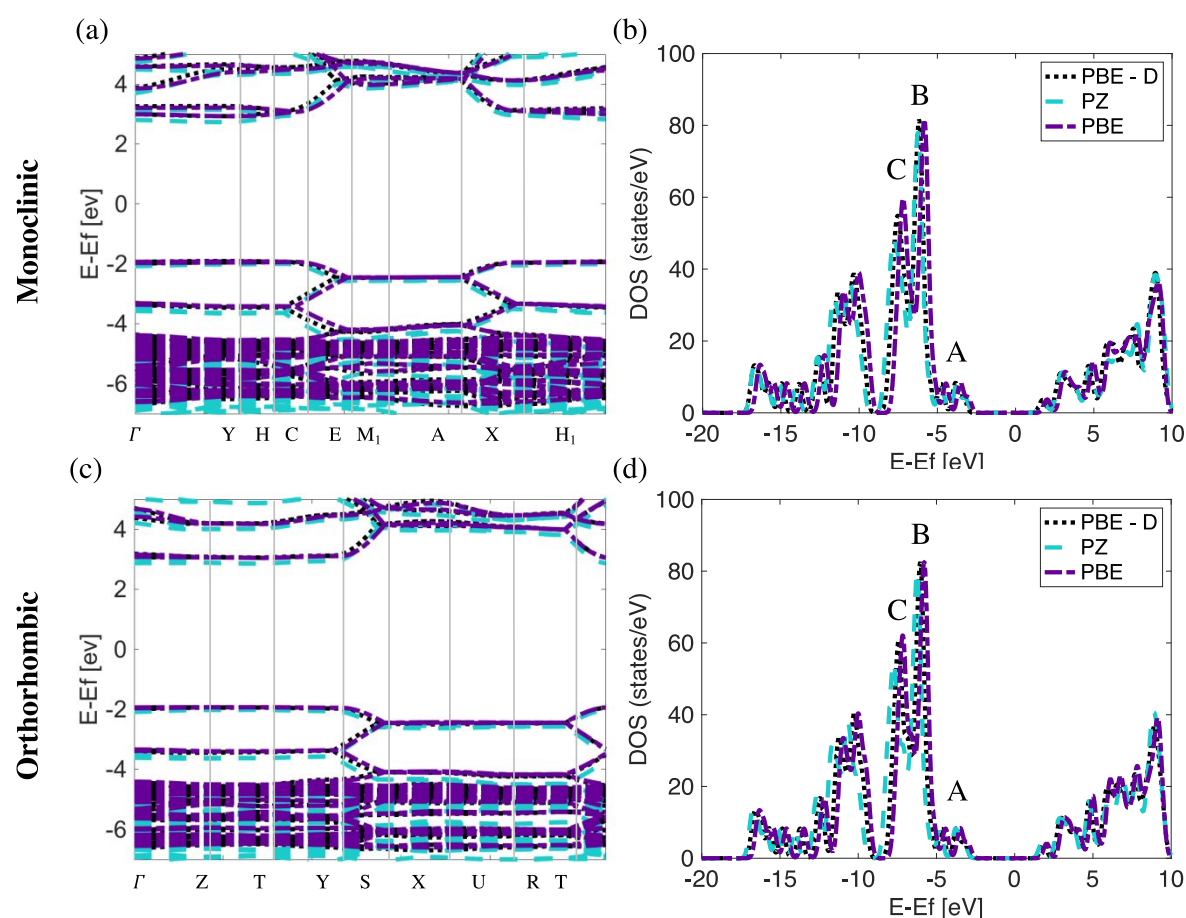 (a)
(b)
Monoclinic
E-Ef [ev]
4
2
0
-2
-4
-6
Γ Y H C E M1 A X H1
DOS (states/eV)
100
80
60
40
20
0
PBE - D
PZ
PBE
B
C
A
-20 -15 -10 -5 0 5 10
E-Ef [eV]
(c)
(d)
Orthorhombic
E-Ef [ev]
4
2
0
-2
-4
-6
Γ Z T Y S X U R T
DOS (states/eV)
100
80
60
40
20
0
PBE - D
PZ
PBE
B
C
A
-20 -15 -10 -5 0 5 10
E-Ef [eV]